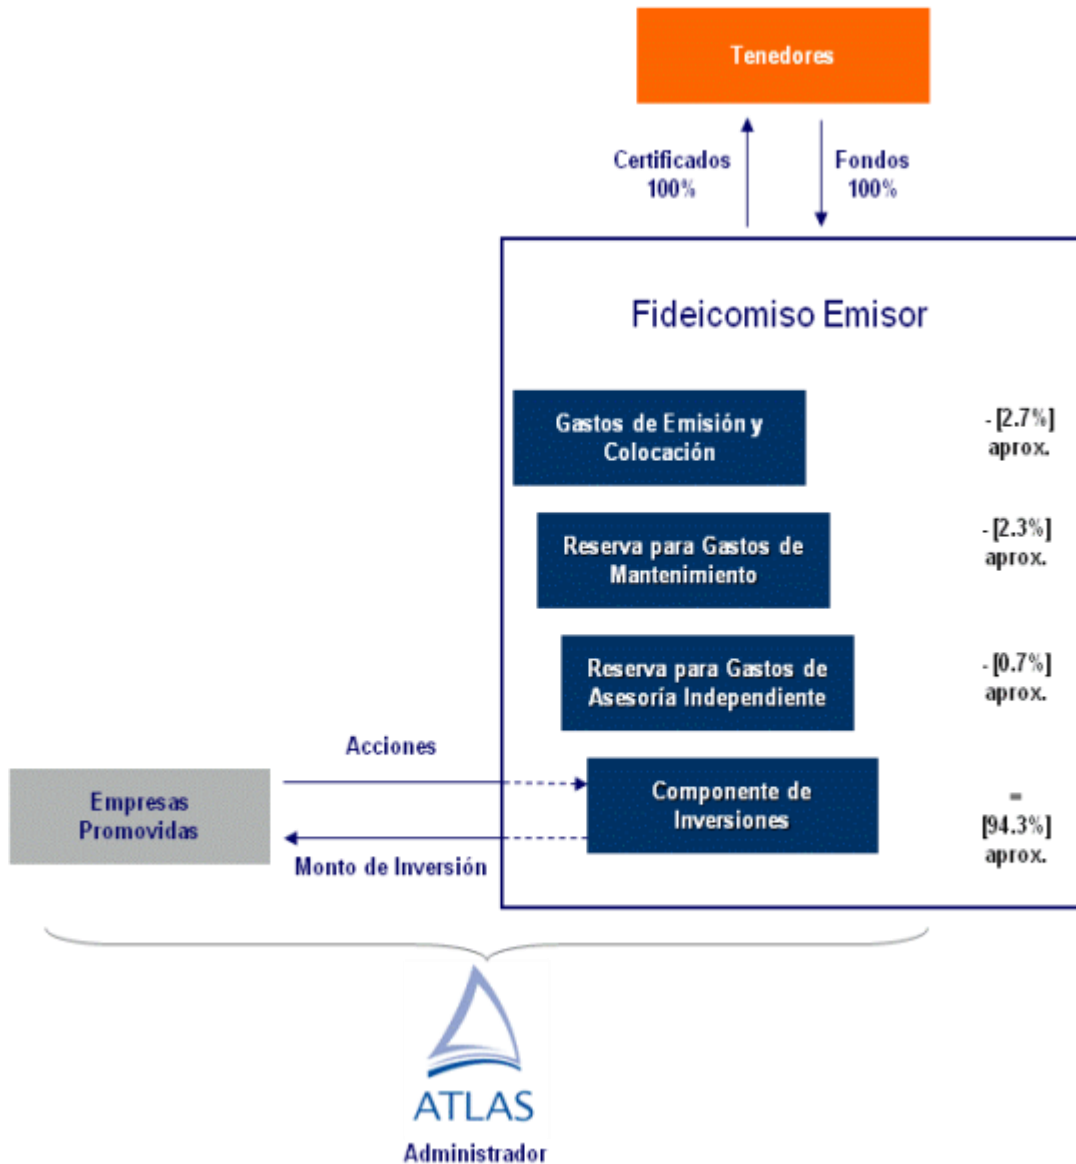 Tenedores
Certificados
100%
Fondos
100%
Fideicomiso Emisor
Gastos de Emisión y
Colocación
- [2.7%]
aprox.
Reserva para Gastos de
Mantenimiento
- [2.3%]
aprox.
Reserva para Gastos de
Asesoría Independiente
- [0.7%]
aprox.
Acciones
Empresas
Promovidas
Monto de Inversión
Componente de
Inversiones
=
[94.3%]
aprox.
ATLAS
Administrador